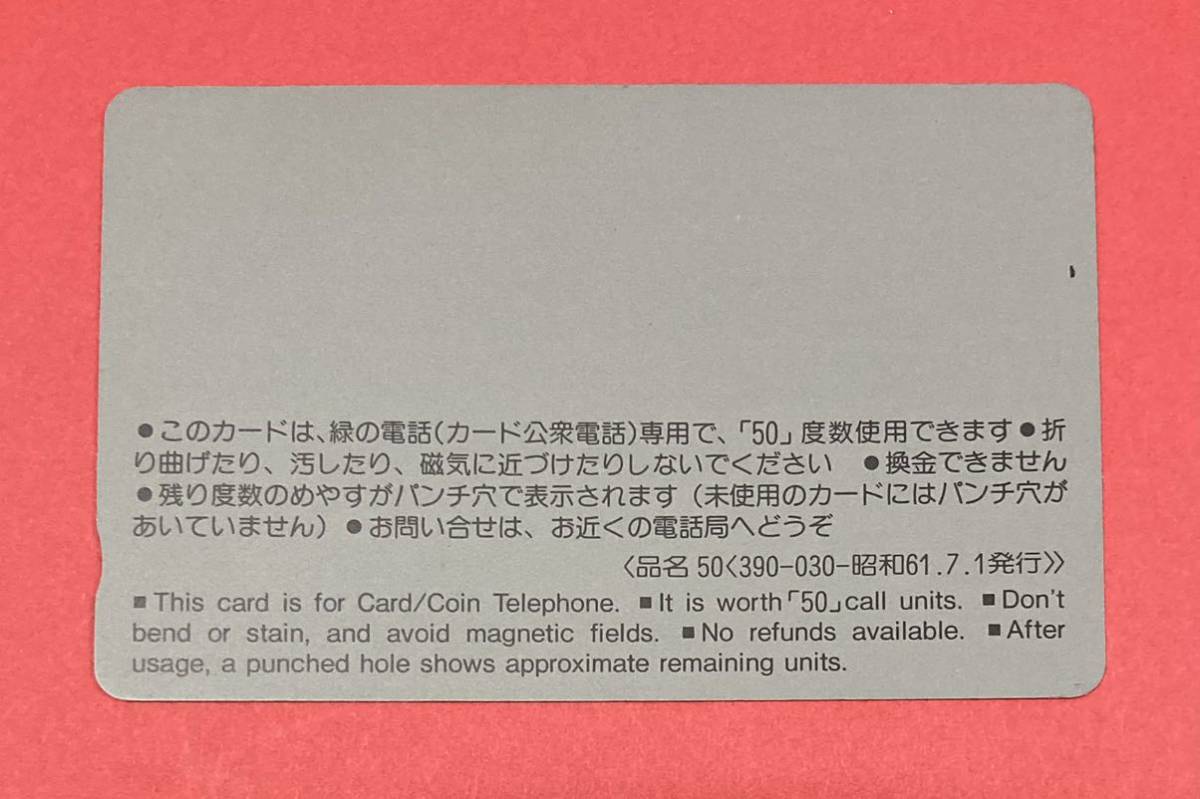 ●このカードは、緑の電話(カード公衆電話)専用で、「50」度数使用できます●折
り曲げたり、汚したり、磁気に近づけたりしないでください ●換金できません
●残り度数のめやすがパンチ穴で表示されます(未使用のカードにはパンチ穴が
あいていません)●お問い合せは、お近くの電話局へどうぞ
〈品名 50〈390-030-昭和61.7.1発行〉〉
■This card is for Card/Coin Telephone. ■It is worth「50」call units. ■Don't
bend or stain, and avoid magnetic fields. ■No refunds available. ■After
usage, a punched hole shows approximate remaining units.